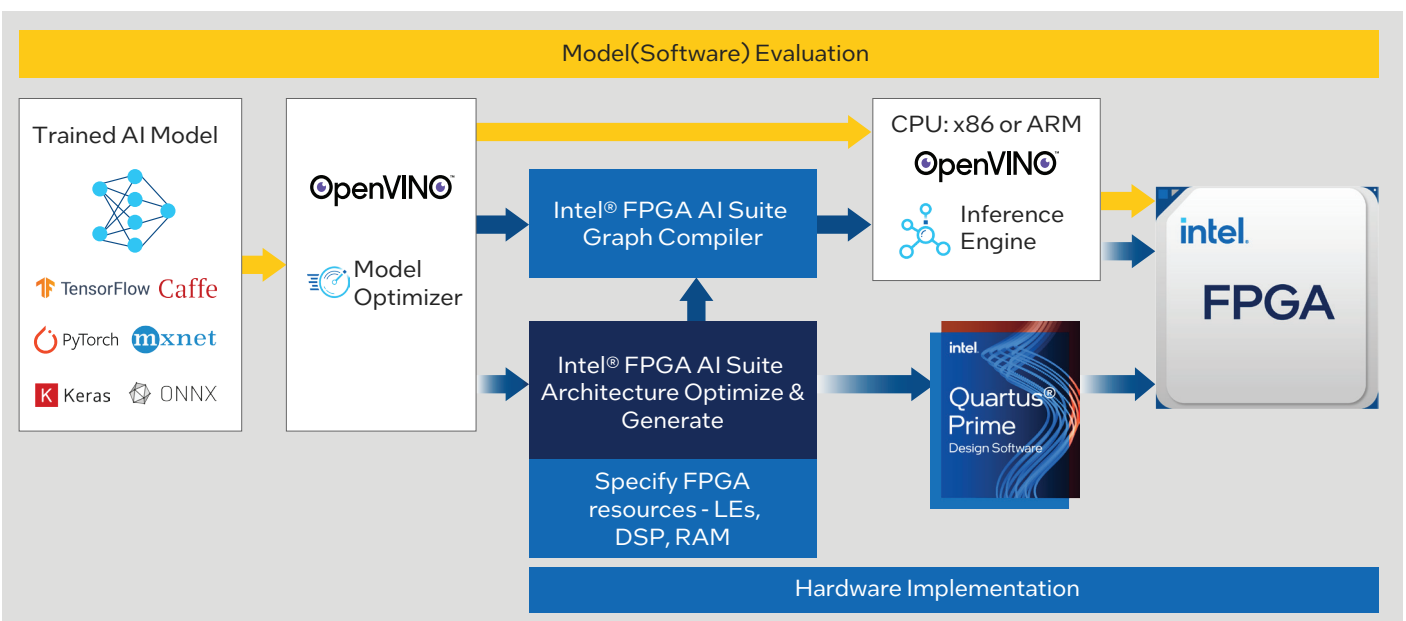 Model(Software) Evaluation
Trained AI Model
TensorFlow
Caffe
PyTorch
mxnet
Keras
ONNX
OpenVINO™
Model
Optimizer
Intel® FPGA AI Suite
Graph Compiler
Intel® FPGA AI Suite
Architecture Optimize &
Generate
Specify FPGA
resources - LEs,
DSP, RAM
CPU: x86 or ARM
OpenVINO™
Inference
Engine
intel
Quartus®
Prime
Design Software
intel.
FPGA
Hardware Implementation